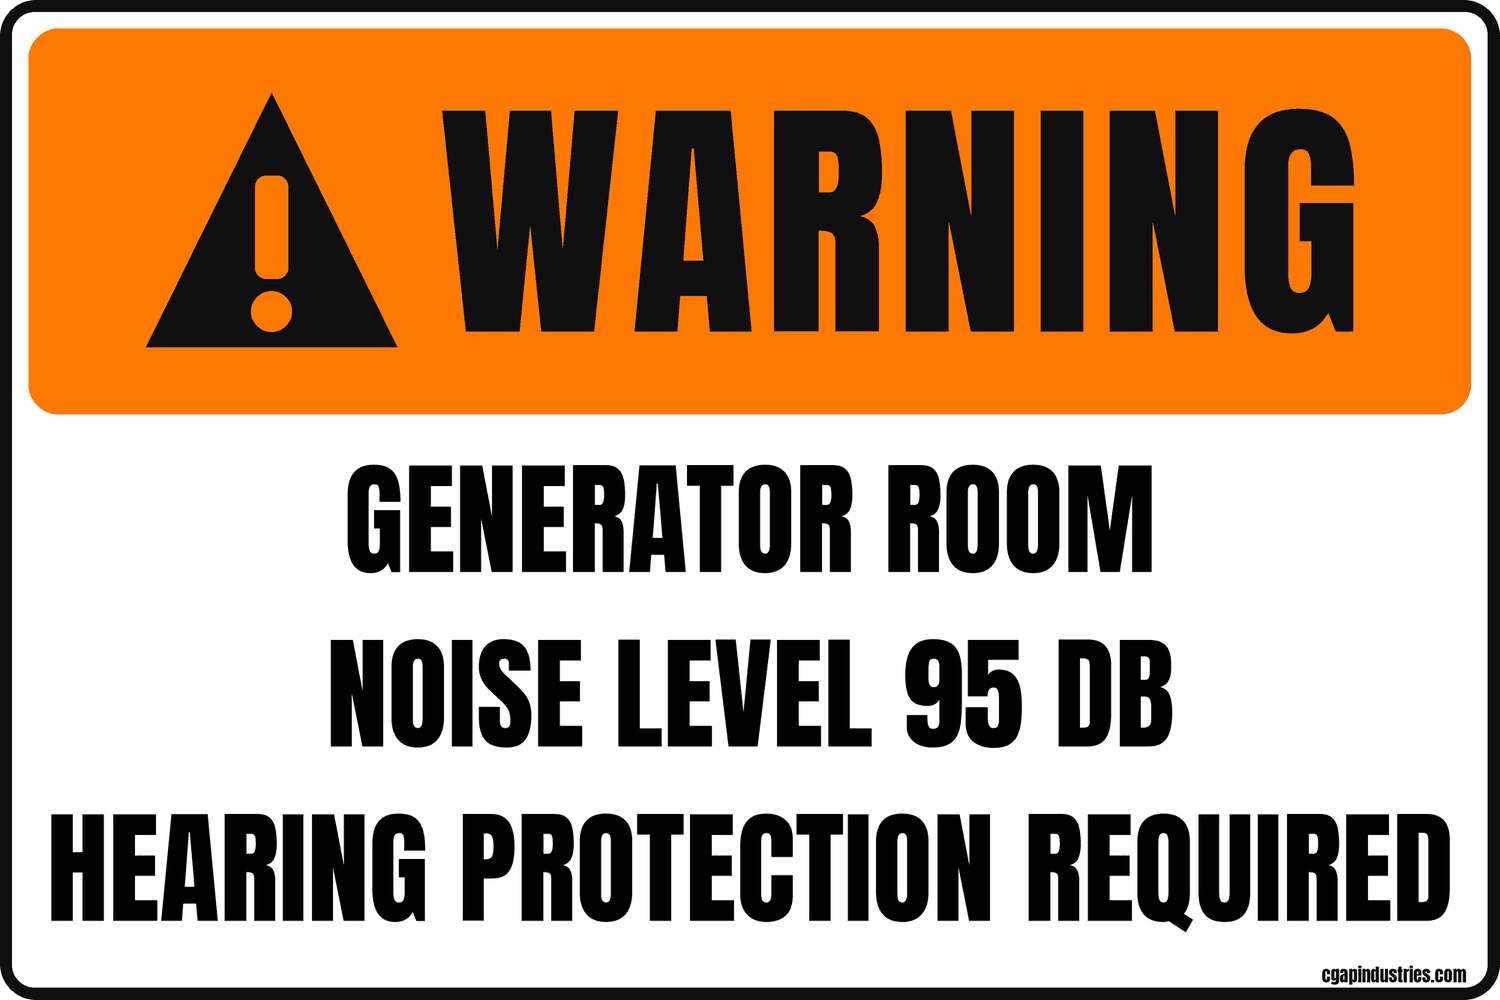 WARNING
GENERATOR ROOM
NOISE LEVEL 95 DB
HEARING PROTECTION REQUIRED
cgapindustries.com